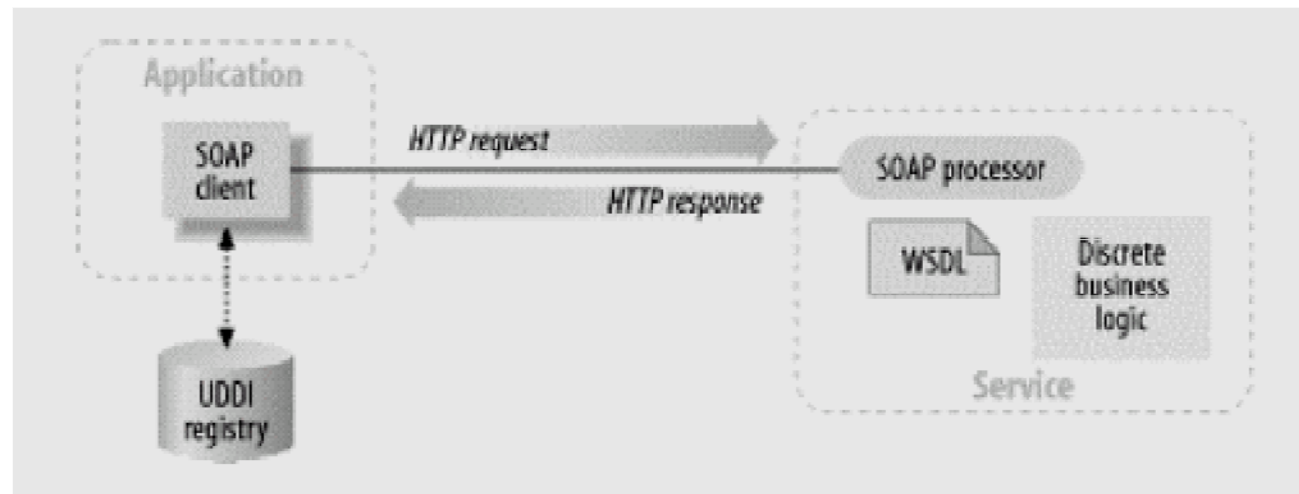 Application
SOAP
client
HTTP request
HTTP response
SOAP processor
WSDL
Discrete
business
logic
Service
UDDI
registry